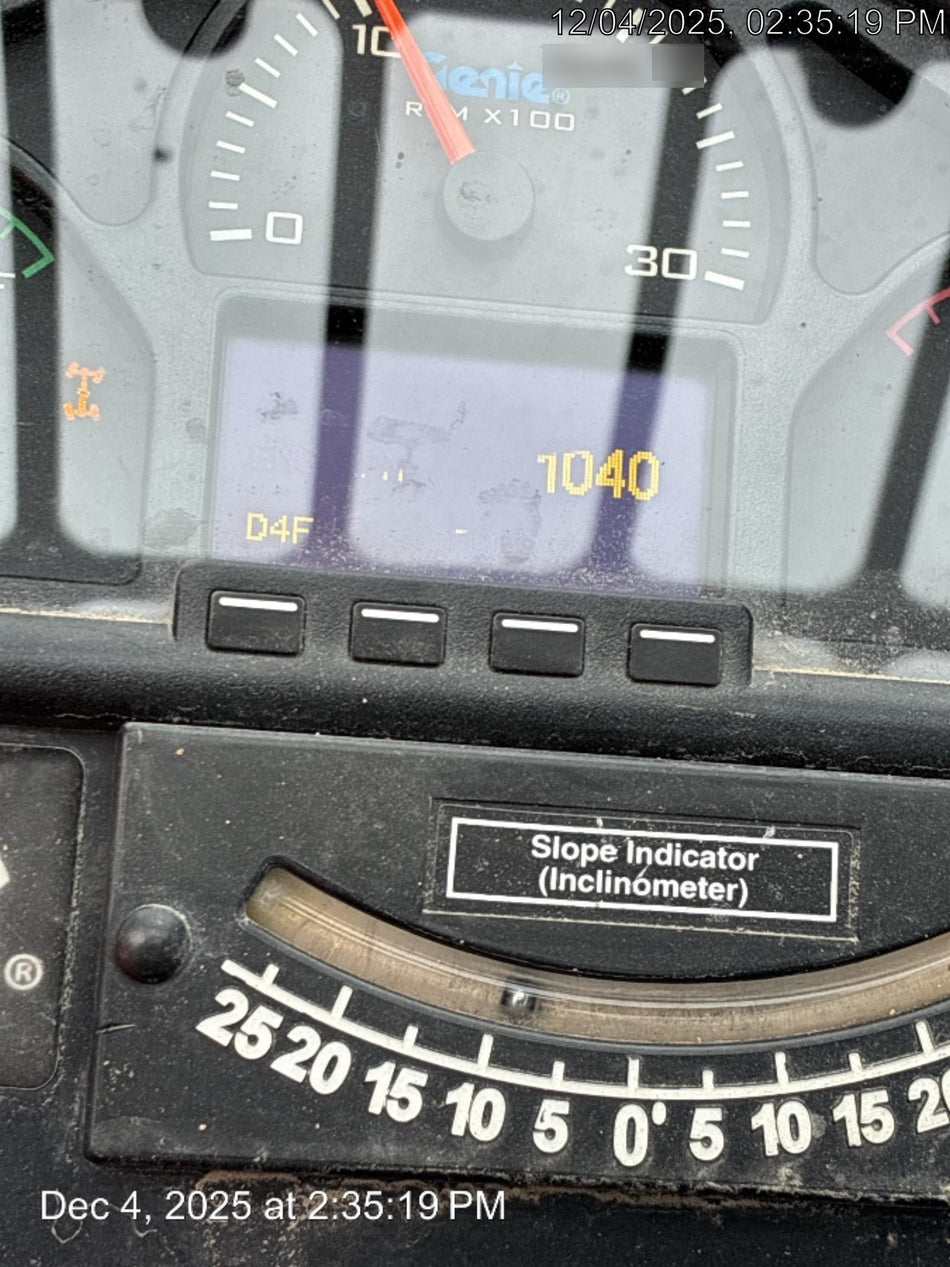 12/04/2025, 02:35:19 PM
10
Genie®
RPM X100
0
30
1040
D4F
Slope Indicator
(Inclinometer)
®
25 20 15 10 5 0° 5 10 15 20
Dec 4, 2025 at 2:35:19 PM